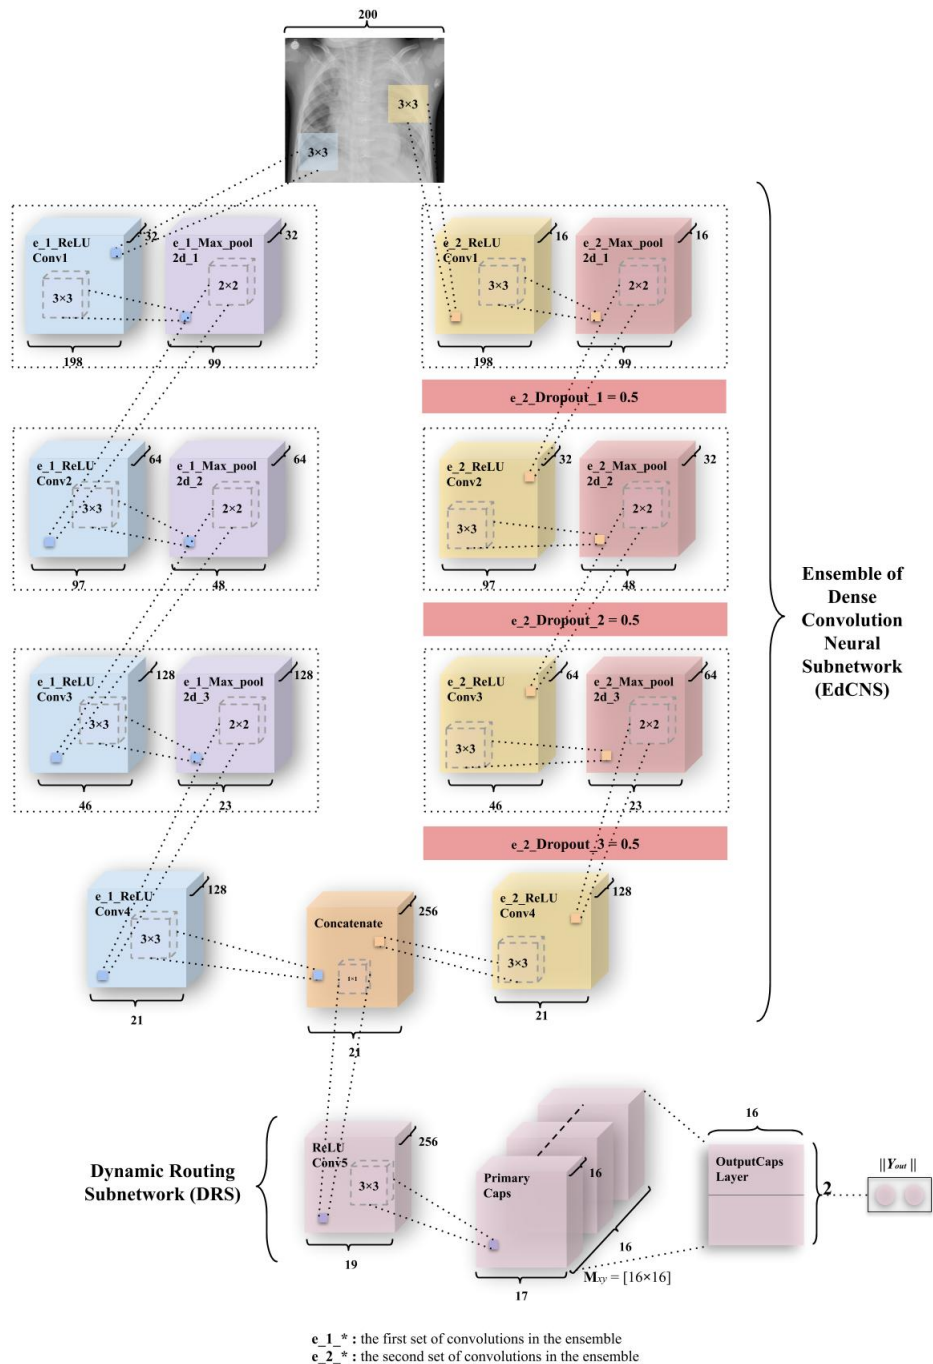 200
3×3
3×3
e_1_ReLU
Conv1
32
3×3
198
e_1_Max_pool
2d_1
32
2×2
99
e_2_ReLU
Conv1
16
3×3
198
e_2_Max_pool
2d_1
16
2×2
99
e_2_Dropout_1 = 0.5
e_1_ReLU
Conv2
64
3×3
97
e_1_Max_pool
2d_2
64
2×2
48
e_2_ReLU
Conv2
32
3×3
97
e_2_Max_pool
2d_2
32
2×2
48
e_2_Dropout_2 = 0.5
e_1_ReLU
Conv3
128
3×3
46
e_1_Max_pool
2d_3
128
2×2
23
e_2_ReLU
Conv3
64
3×3
46
e_2_Max_pool
2d_3
64
2×2
23
e_2_Dropout_3 = 0.5
e_1_ReLU
Conv4
128
3×3
21
Concatenate
256
1×1
21
e_2_ReLU
Conv4
128
3×3
21
Ensemble of
Dense
Convolution
Neural
Subnetwork
(EdCNS)
Dynamic Routing
Subnetwork (DRS)
ReLU
Conv5
256
3×3
19
Primary
Caps
16
16
17
Mxy = [16×16]
16
OutputCaps
Layer
2
||Yout ||
e_1_* : the first set of convolutions in the ensemble
e_2_* : the second set of convolutions in the ensemble